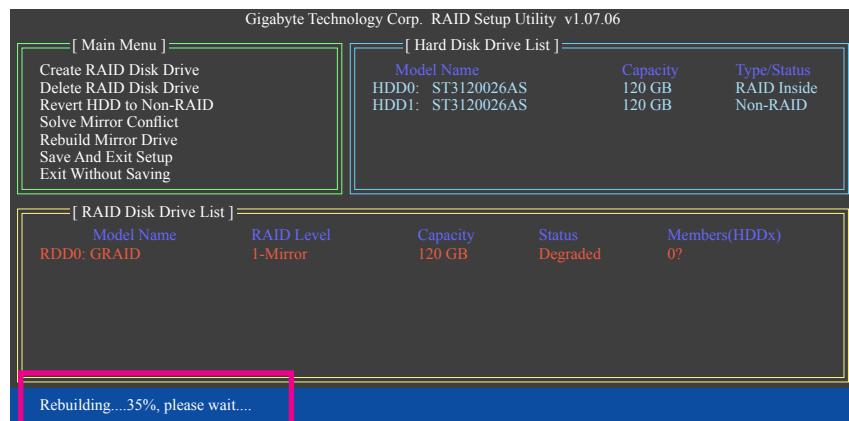 Gigabyte Technology Corp. RAID Setup Utility v1.07.06
[ Main Menu ]
Create RAID Disk Drive
Delete RAID Disk Drive
Revert HDD to Non-RAID
Solve Mirror Conflict
Rebuild Mirror Drive
Save And Exit Setup
Exit Without Saving
[ Hard Disk Drive List ]
Model Name Capacity Type/Status
HDD0: ST3120026AS 120 GB RAID Inside
HDD1: ST3120026AS 120 GB Non-RAID
[ RAID Disk Drive List ]
Model Name RAID Level Capacity Status Members(HDDx)
RDD0: GRAID 1-Mirror 120 GB Degraded 0?
Rebuilding....35%, please wait....